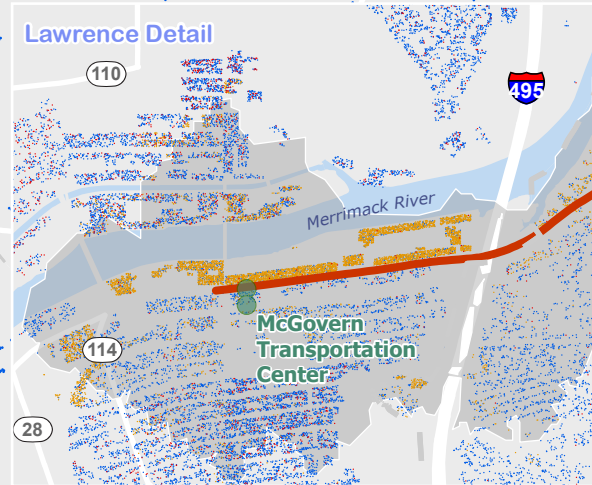 Lawrence Detail
110
495
Merrimack River
McGovern
Transportation
Center
114
28